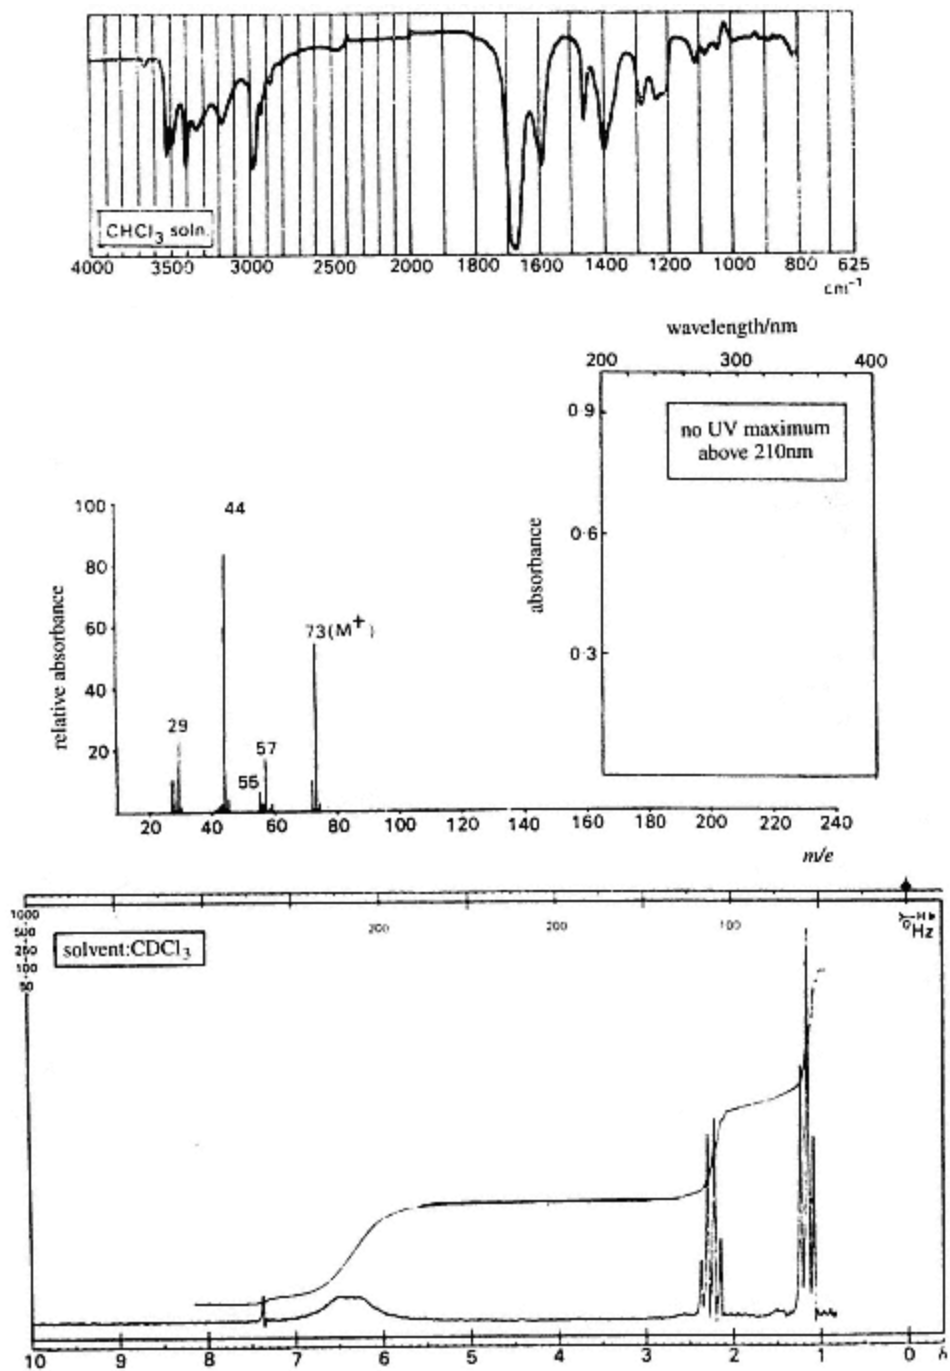 CHCl3 soln.
4000 3500 3000 2500 2000 1800 1600 1400 1200 1000 800 625
cm-1
wavelength/nm
200 300 400
0·9
no UV maximum
above 210nm
0·6
absorbance
0·3
100
44
80
relative absorbance
60
73(M+)
40
29
57
20
55
20 40 60 80 100 120 140 160 180 200 220 240
m/e
1000
500
250
100
50
200 200 100
0 Hz
solvent:CDCl3
10 9 8 7 6 5 4 3 2 1 0